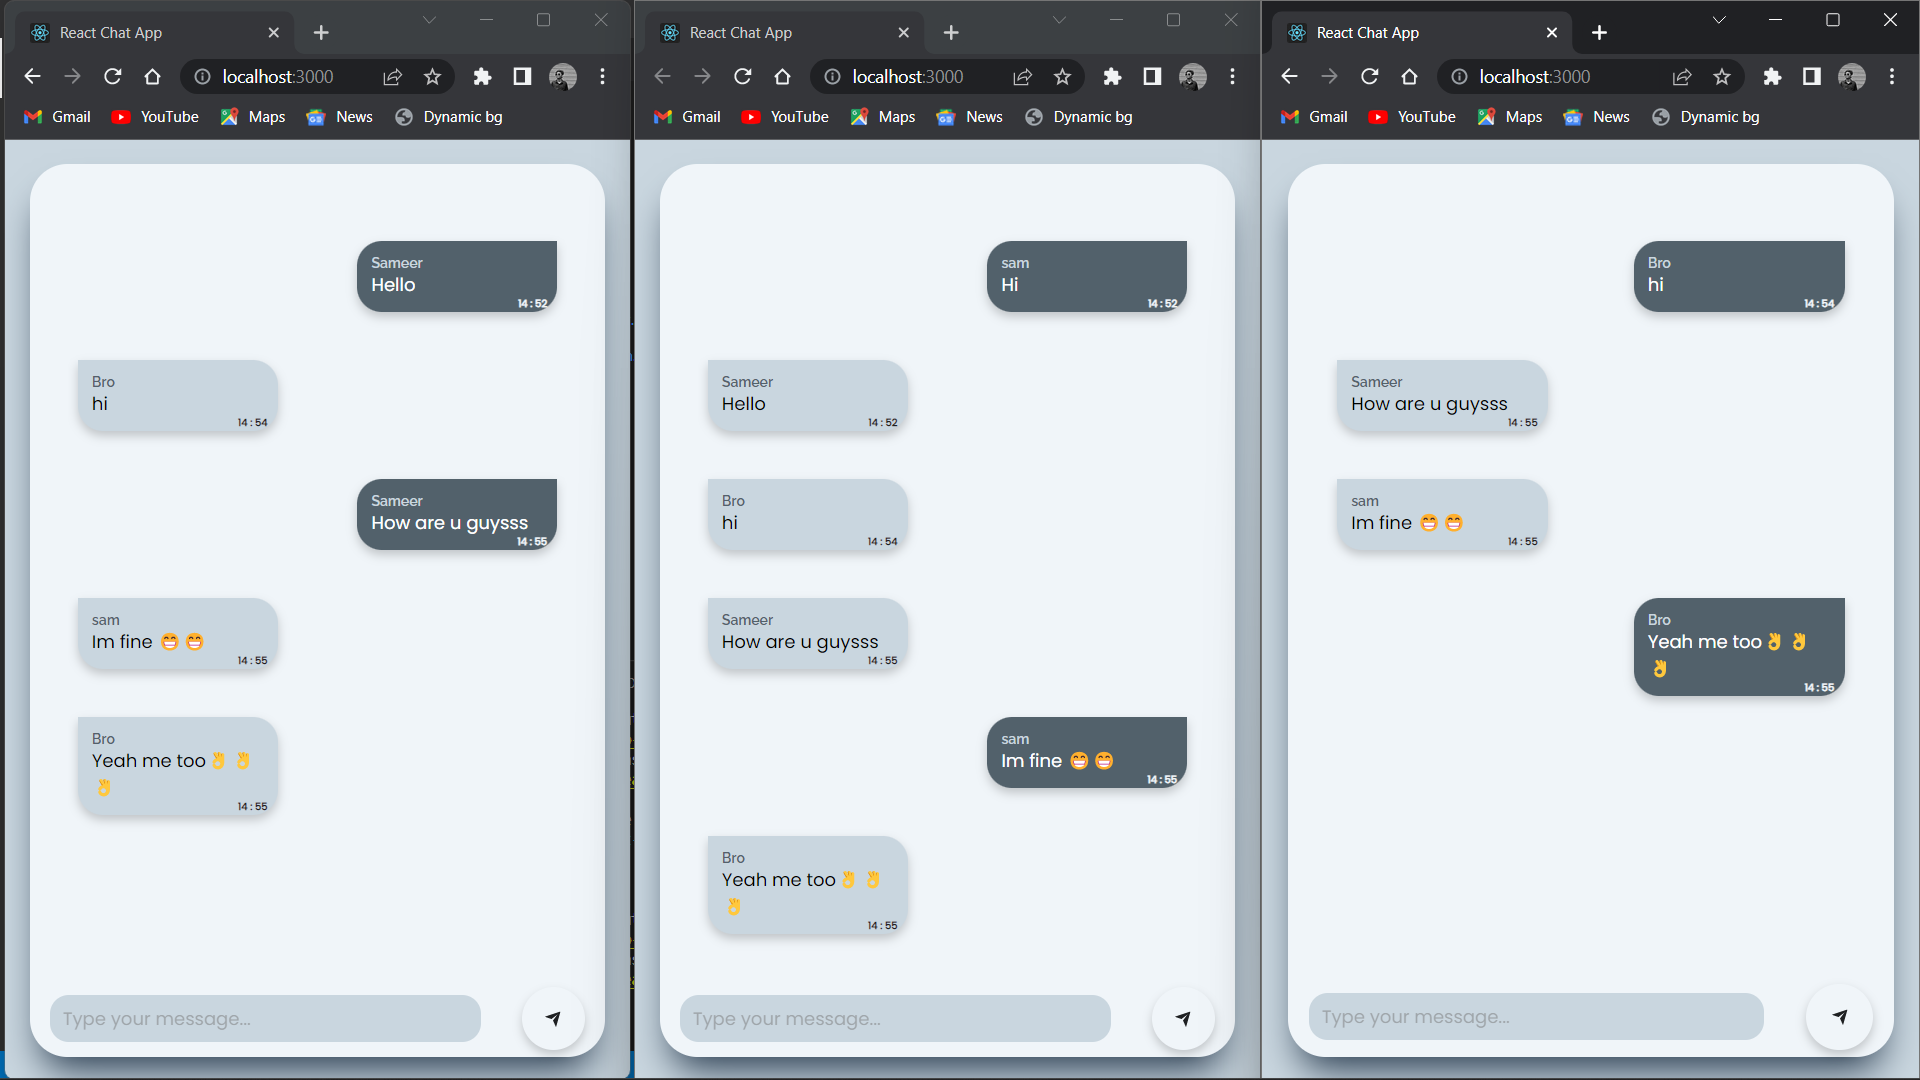 React Chat App
localhost:3000
Gmail YouTube Maps News Dynamic bg
Sameer
Hello
14:52
Bro
hi
14:54
Sameer
How are u guysss
14:55
sam
Im fine 😁 😁
14:55
Bro
Yeah me too👌 👌
👌
14:55
Type your message...
React Chat App
localhost:3000
Gmail YouTube Maps News Dynamic bg
sam
Hi
14:52
Sameer
Hello
14:52
Bro
hi
14:54
Sameer
How are u guysss
14:55
sam
Im fine 😁 😁
14:55
Bro
Yeah me too👌 👌
👌
14:55
Type your message...
React Chat App
localhost:3000
Gmail YouTube Maps News Dynamic bg
Bro
hi
14:54
Sameer
How are u guysss
14:55
sam
Im fine 😁 😁
14:55
Bro
Yeah me too👌 👌
👌
14:55
Type your message...